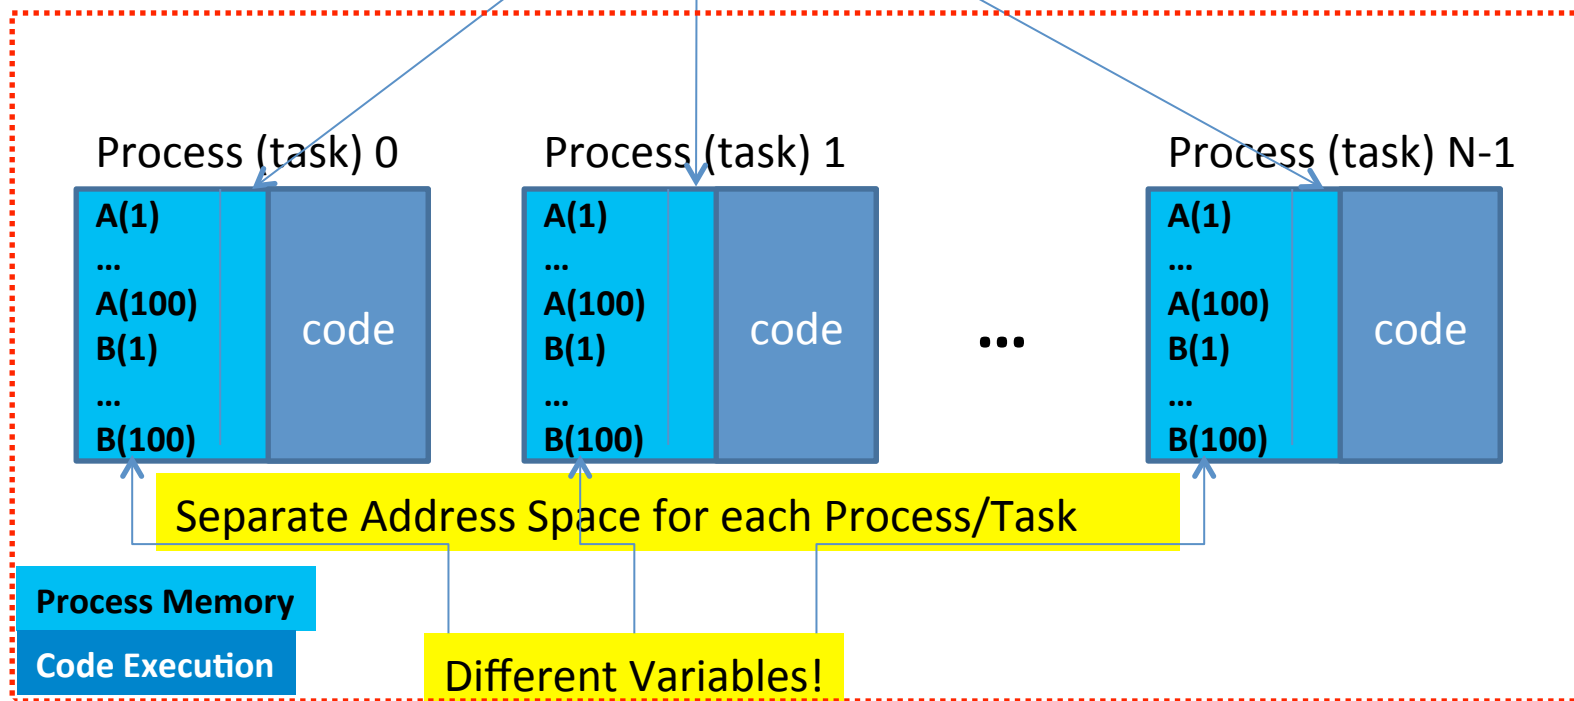 Process (task) 0
Process (task) 1
Process (task) N-1
A(1)
...
A(100)
B(1)
...
B(100)
code
A(1)
...
A(100)
B(1)
...
B(100)
code
...
A(1)
...
A(100)
B(1)
...
B(100)
code
Separate Address Space for each Process/Task
Process Memory
Code Execution
Different Variables!